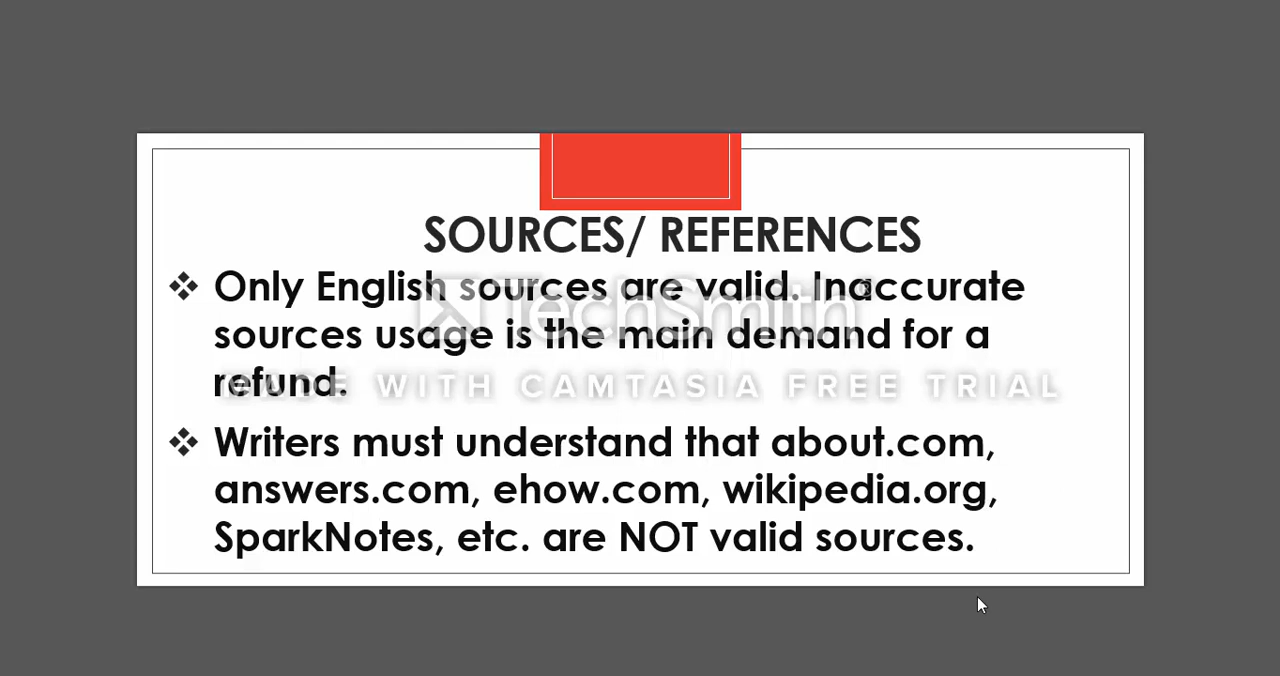 SOURCES/ REFERENCES
❖ Only English sources are valid. Inaccurate
TechSmith®
sources usage is the main demand for a
refund.
MADE WITH CAMTASIA FREE TRIAL
❖ Writers must understand that about.com,
answers.com, ehow.com, wikipedia.org,
SparkNotes, etc. are NOT valid sources.